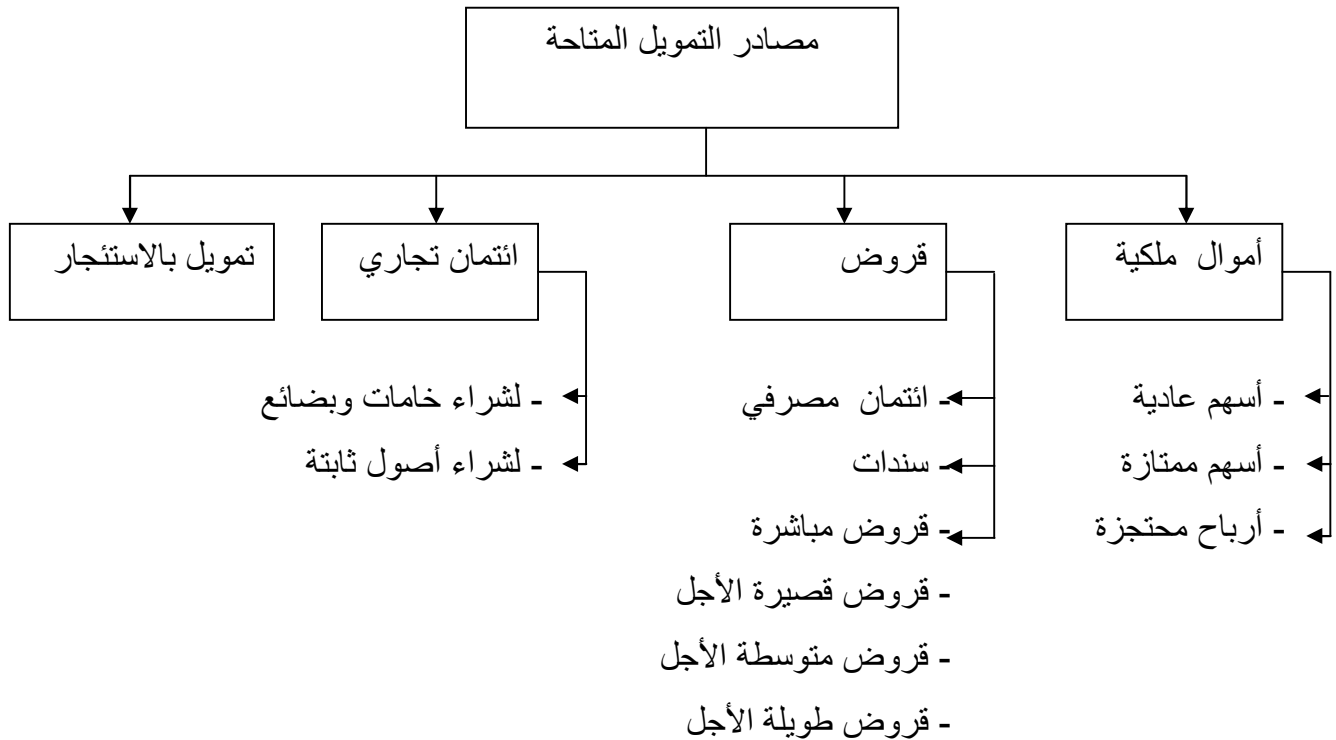 مصادر التمويل المتاحة
أموال ملكية
- أسهم عادية
- أسهم ممتازة
- أرباح محتجزة
قروض
- ائتمان مصرفي
- سندات
- قروض مباشرة
- قروض قصيرة الأجل
- قروض متوسطة الأجل
- قروض طويلة الأجل
ائتمان تجاري
- لشراء خامات وبضائع
- لشراء أصول ثابتة
تمويل بالاستئجار